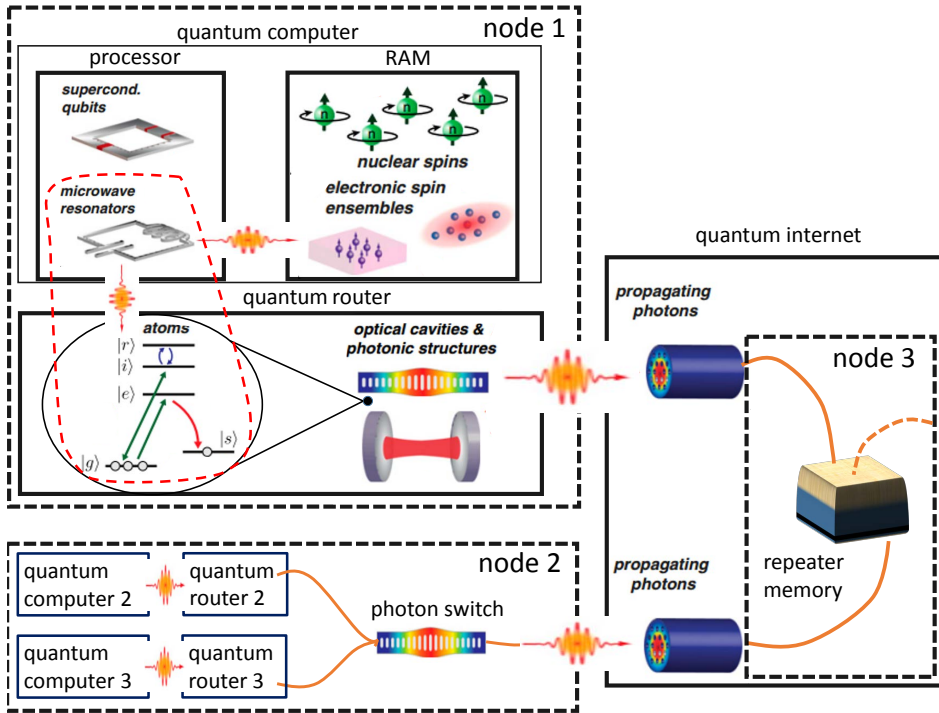 node 1
quantum computer
processor
RAM
supercond.
qubits
n n n n n
nuclear spins
microwave
resonators
electronic spin
ensembles
quantum router
atoms
|r⟩
|i⟩
|e⟩
|s⟩
|g⟩
optical cavities &
photonic structures
quantum internet
propagating
photons
node 3
repeater
memory
propagating
photons
node 2
quantum
computer 2
quantum
router 2
photon switch
quantum
computer 3
quantum
router 3